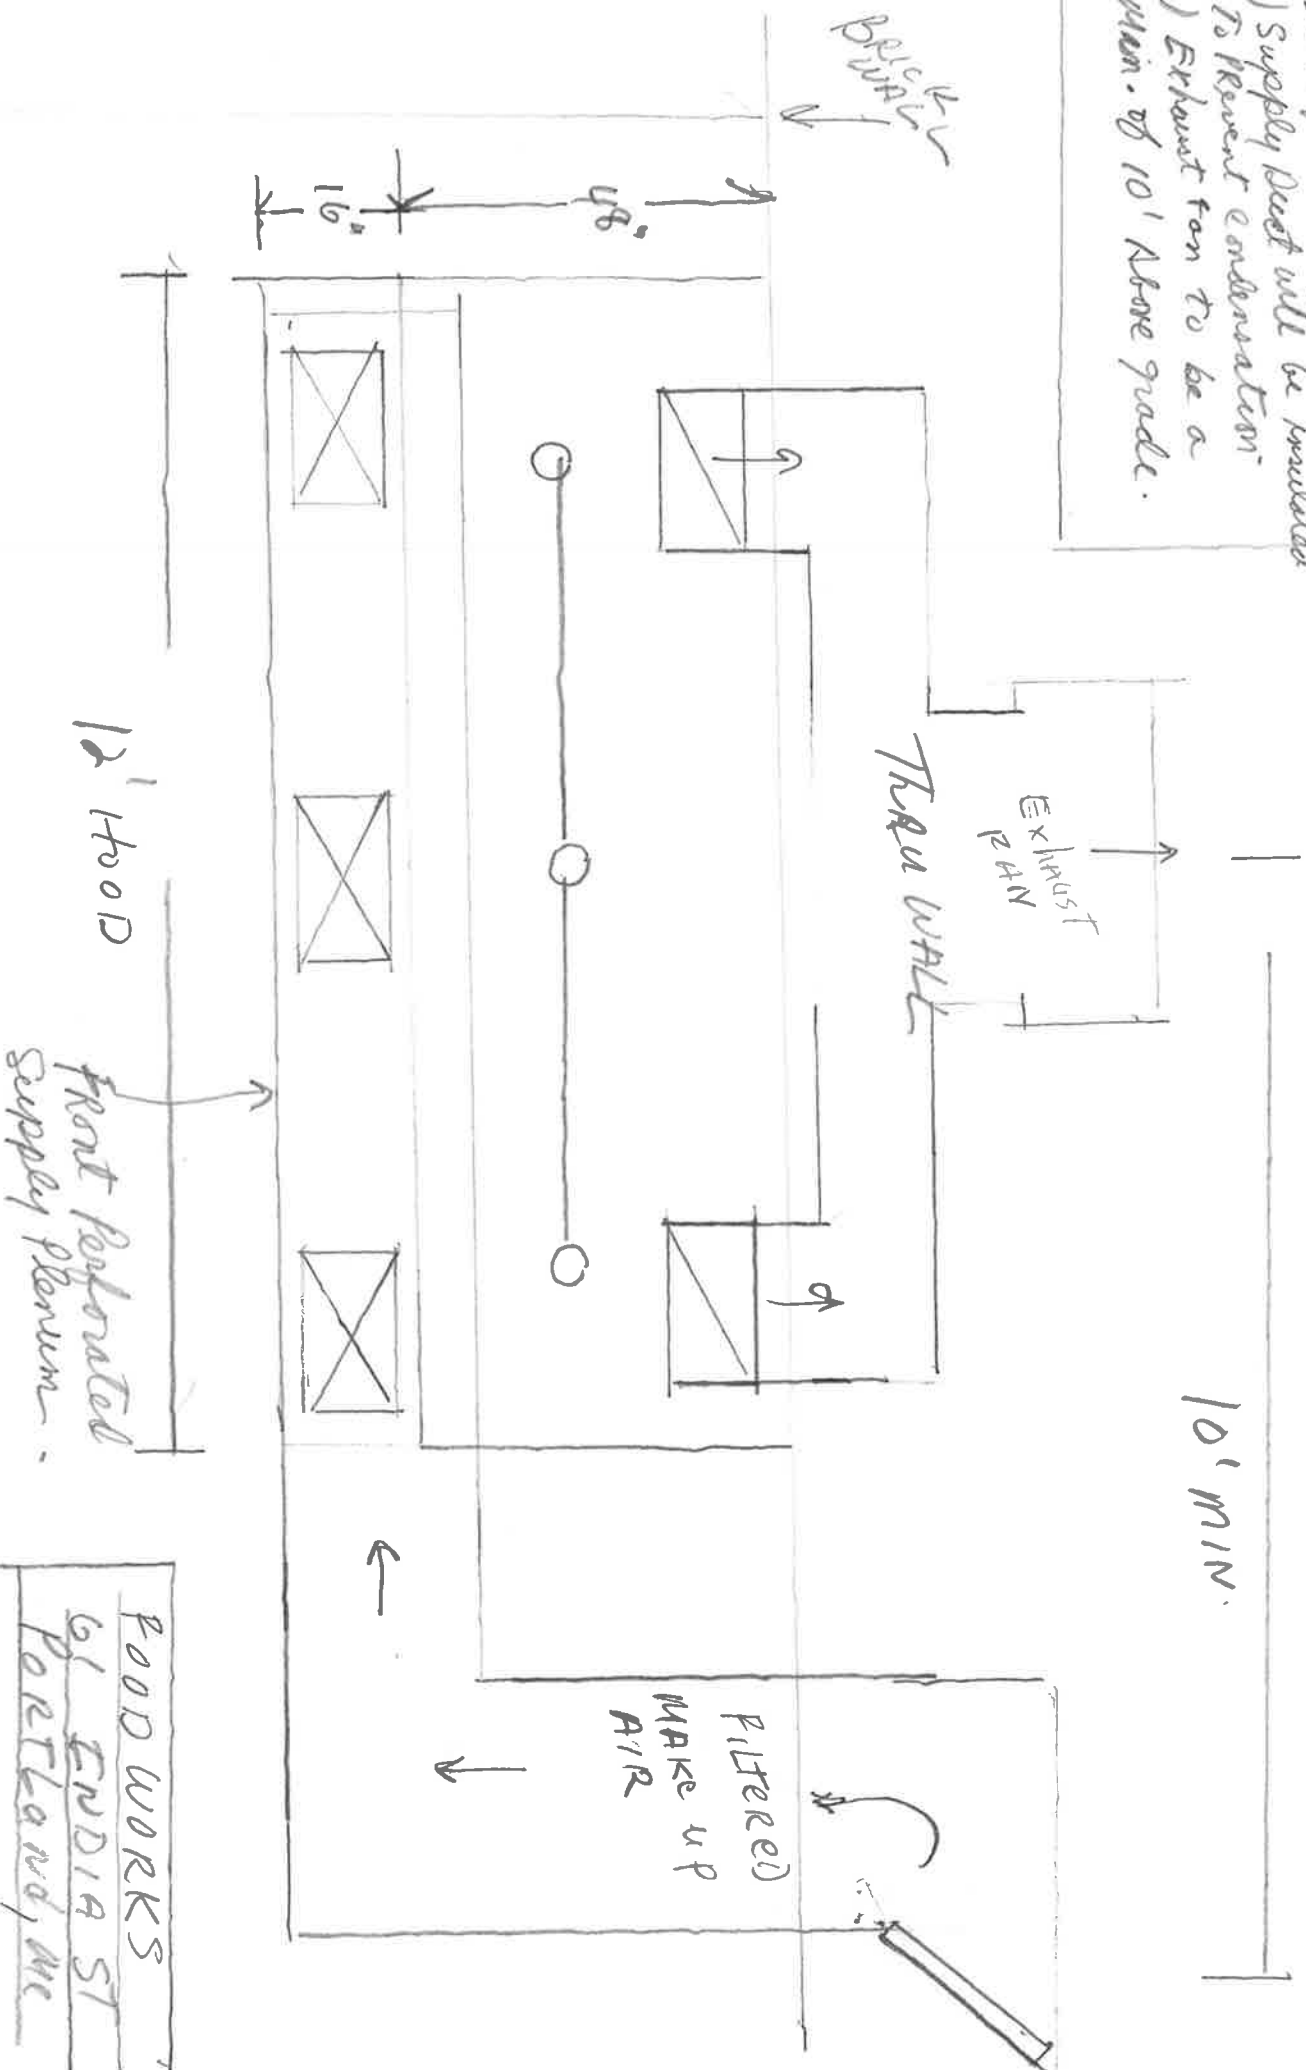 ) Supply Duct will be insulated
To Prevent condensation
) Exhaust fan to be a
min. of 10' Above grade.
BRICK
WALL
10' MIN.
EXHAUST
FAN
THRU WALL
48"
16"
FILTERED
MAKE UP
AIR
12' HOOD
FRont Perforated
Supply Plenum.
FOOD WORKS
61 INDIA ST
PORTLAND, ME